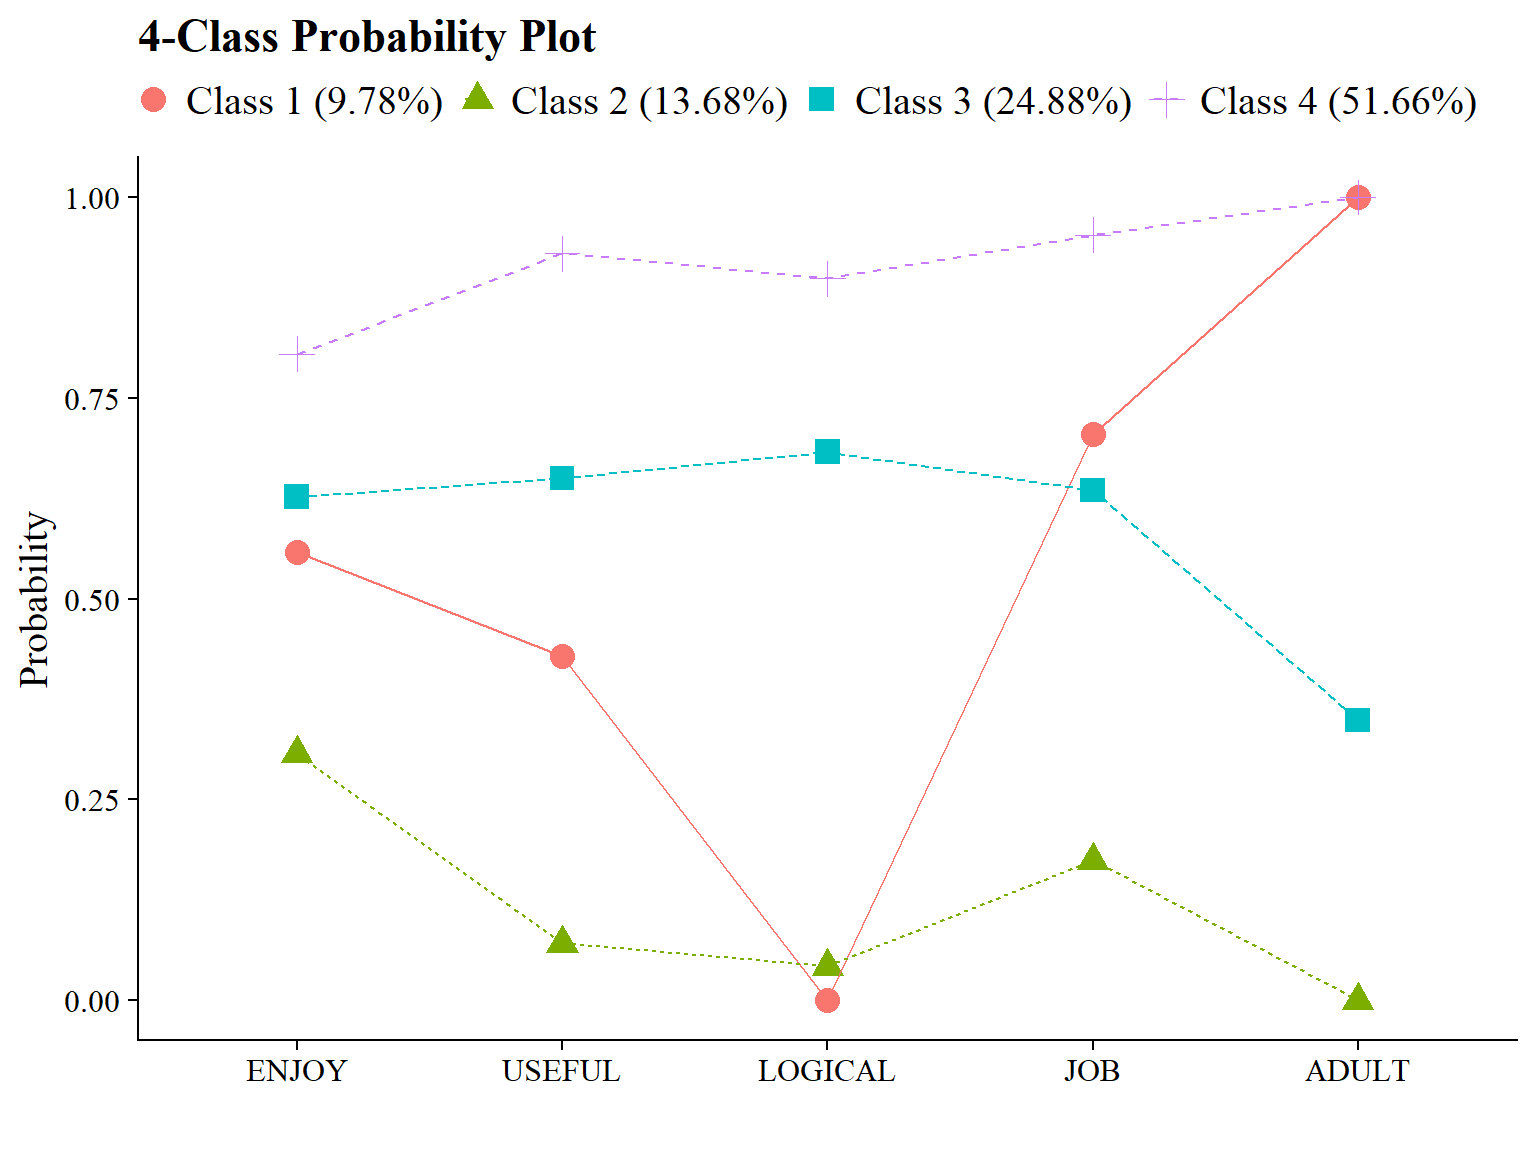 4-Class Probability Plot
Class 1 (9.78%) Class 2 (13.68%) Class 3 (24.88%) Class 4 (51.66%)
1.00
0.75
0.50
0.25
0.00
Probability
ENJOY USEFUL LOGICAL JOB ADULT